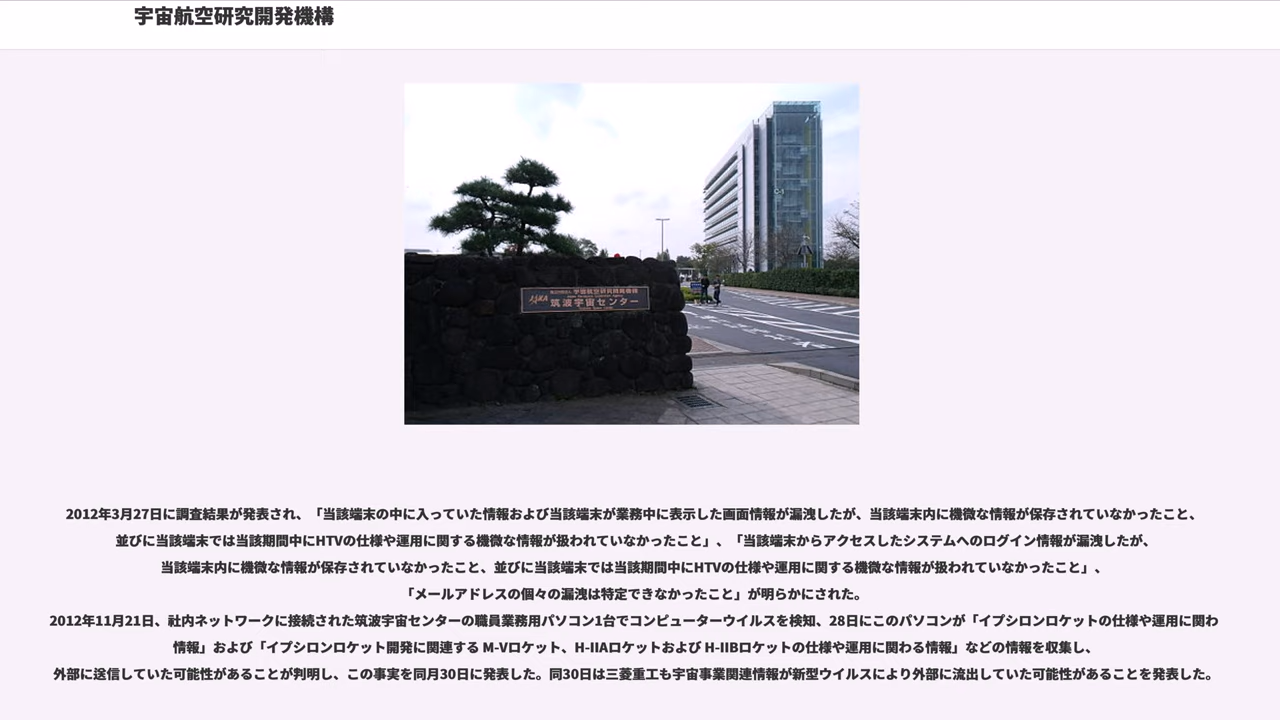 宇宙航空研究開発機構
C-1
宇宙航空研究開発機構
JAXA 筑波宇宙センター
2012年3月27日に調査結果が発表され、「当該端末の中に入っていた情報および当該端末が業務中に表示した画面情報が漏洩したが、当該端末内に機微な情報が保存されていなかったこと、
並びに当該端末では当該期間中にHTVの仕様や運用に関する機微な情報が扱われていなかったこと」、「当該端末からアクセスしたシステムへのログイン情報が漏洩したが、
当該端末内に機微な情報が保存されていなかったこと、並びに当該端末では当該期間中にHTVの仕様や運用に関する機微な情報が扱われていなかったこと」、
「メールアドレスの個々の漏洩は特定できなかったこと」が明らかにされた。
2012年11月21日、社内ネットワークに接続された筑波宇宙センターの職員業務用パソコン1台でコンピューターウイルスを検知、28日にこのパソコンが「イプシロンロケットの仕様や運用に関わ
情報」および「イプシロンロケット開発に関連する M-Vロケット、H-IIAロケットおよび H-IIBロケットの仕様や運用に関わる情報」などの情報を収集し、
外部に送信していた可能性があることが判明し、この事実を同月30日に発表した。同30日は三菱重工も宇宙事業関連情報が新型ウイルスにより外部に流出していた可能性があることを発表した。